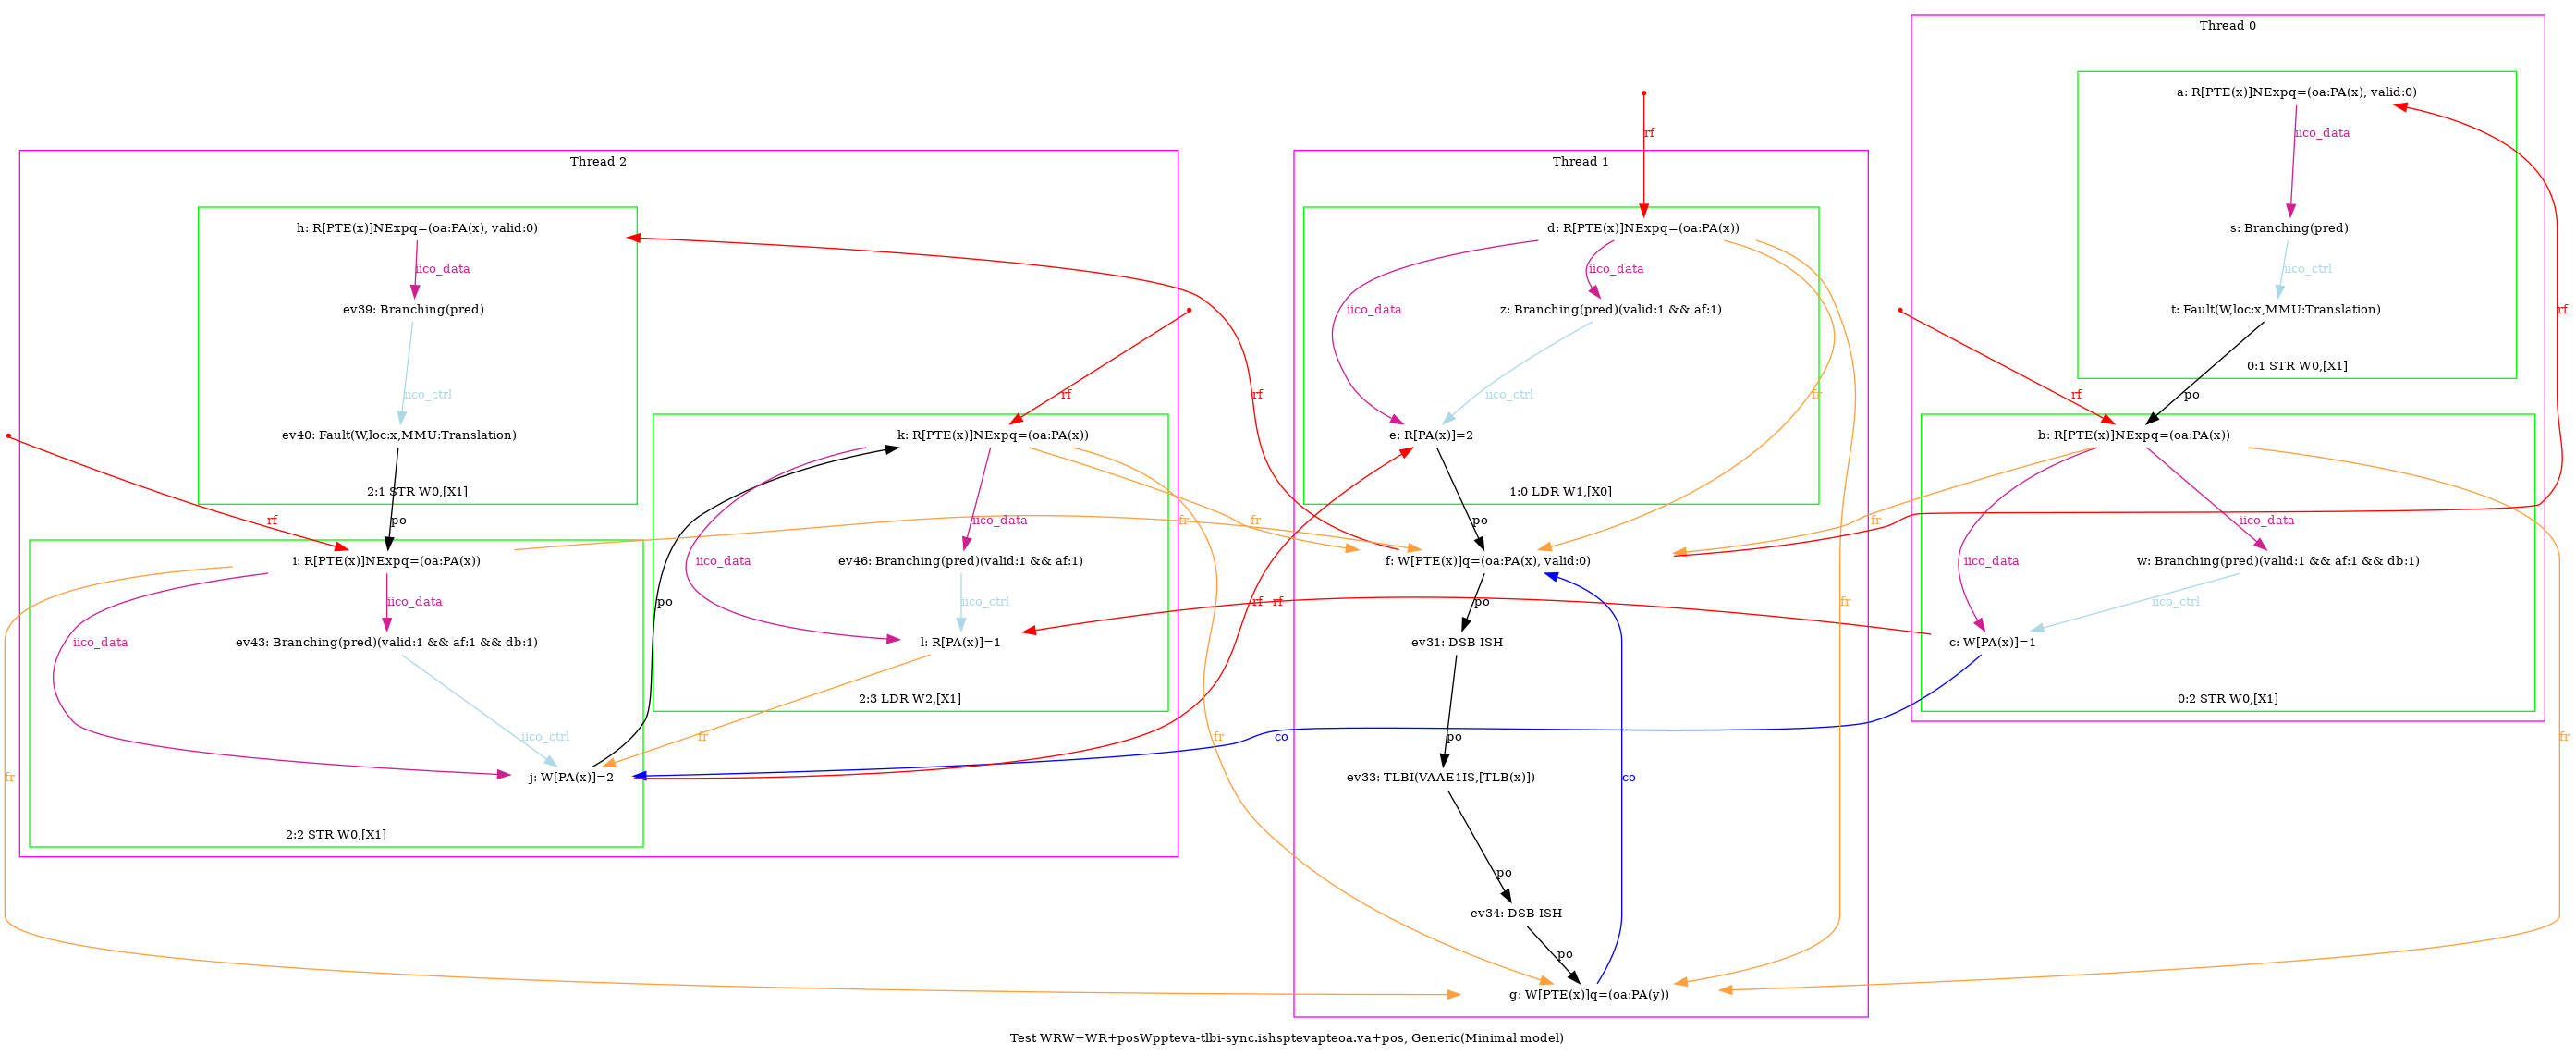 Thread 0
a: R[PTE(x)]NExpq=(oa:PA(x), valid:0)
iico_data
s: Branching(pred)
iico_ctrl
t: Fault(W,loc:x,MMU:Translation)
0:1 STR W0,[X1]
po
rf
rf
b: R[PTE(x)]NExpq=(oa:PA(x))
iico_data
iico_data
w: Branching(pred)(valid:1 && af:1 && db:1)
iico_ctrl
c: W[PA(x)]=1
0:2 STR W0,[X1]
fr
fr
Thread 1
rf
d: R[PTE(x)]NExpq=(oa:PA(x))
iico_data
iico_data
z: Branching(pred)(valid:1 && af:1)
iico_ctrl
e: R[PA(x)]=2
1:0 LDR W1,[X0]
fr
fr
po
f: W[PTE(x)]q=(oa:PA(x), valid:0)
po
ev31: DSB ISH
po
ev33: TLBI(VAAE1IS,[TLB(x)])
po
ev34: DSB ISH
po
g: W[PTE(x)]q=(oa:PA(y))
co
Thread 2
h: R[PTE(x)]NExpq=(oa:PA(x), valid:0)
iico_data
ev39: Branching(pred)
iico_ctrl
ev40: Fault(W,loc:x,MMU:Translation)
2:1 STR W0,[X1]
po
rf
rf
i: R[PTE(x)]NExpq=(oa:PA(x))
iico_data
iico_data
ev43: Branching(pred)(valid:1 && af:1 && db:1)
iico_ctrl
j: W[PA(x)]=2
2:2 STR W0,[X1]
po
fr
fr
rf
k: R[PTE(x)]NExpq=(oa:PA(x))
iico_data
iico_data
ev46: Branching(pred)(valid:1 && af:1)
iico_ctrl
l: R[PA(x)]=1
2:3 LDR W2,[X1]
fr
fr
fr
rf
rf
co
Test WRW+WR+posWppteva-tlbi-sync.ishsptevapteoa.va+pos, Generic(Minimal model)